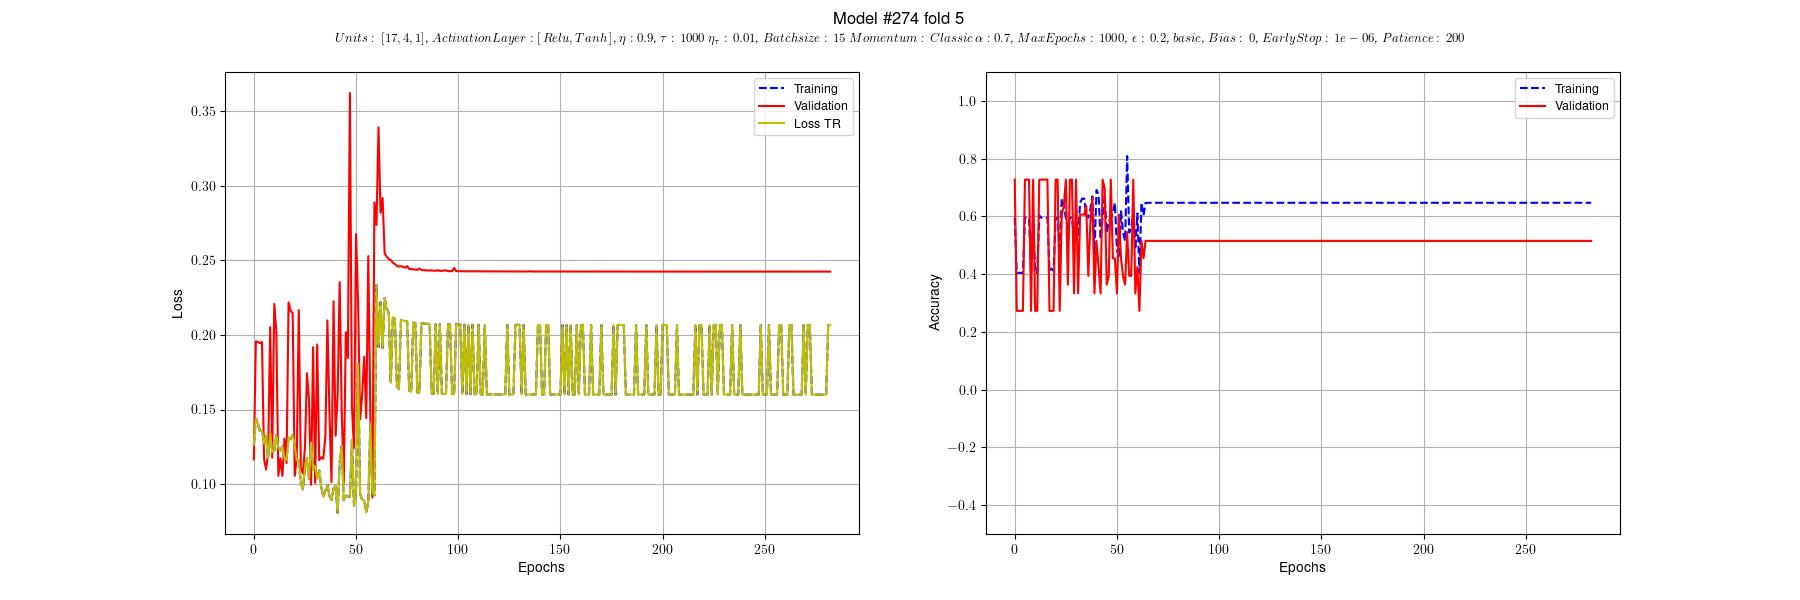 Model #274 fold 5
Units : [17, 4, 1], ActivationLayer : [Relu, Tanh], η : 0.9, τ : 1000 η_τ : 0.01, Batchsize : 15 Momentum : Classic α : 0.7, MaxEpochs : 1000, ϵ : 0.2, basic, Bias : 0, EarlyStop : 1e − 06, Patience : 200
Loss
0.35
0.30
0.25
0.20
0.15
0.10
Training
Validation
Loss TR
0 50 100 150 200 250
Epochs
Accuracy
1.0
0.8
0.6
0.4
0.2
0.0
−0.2
−0.4
Training
Validation
0 50 100 150 200 250
Epochs